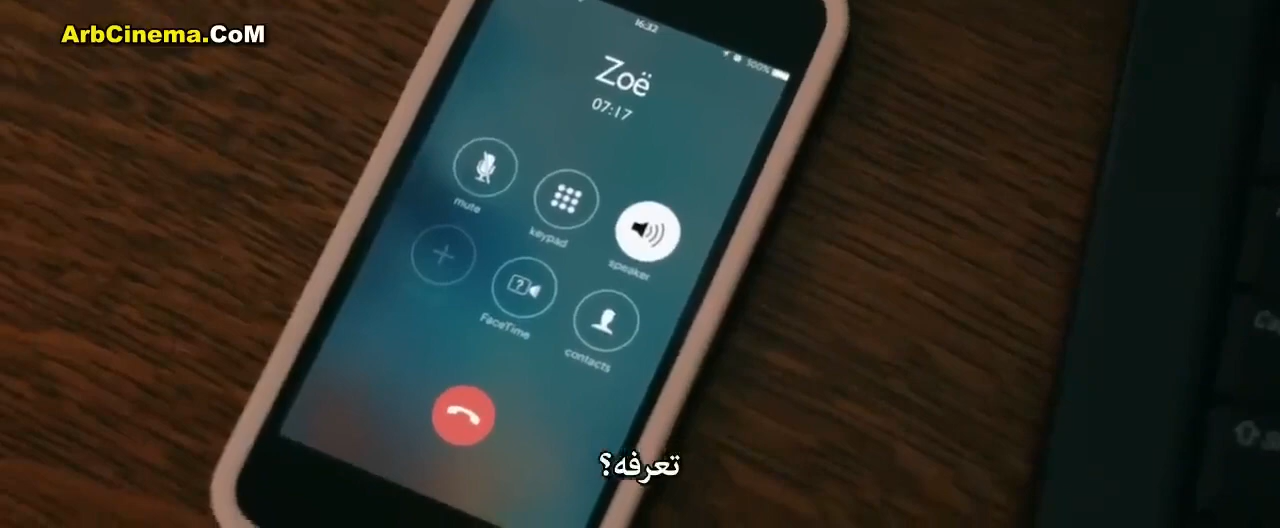 ArbCinema.CoM
16:32
100%
Zoë
07:17
mute
keypad
speaker
FaceTime
contacts
تعرفه؟